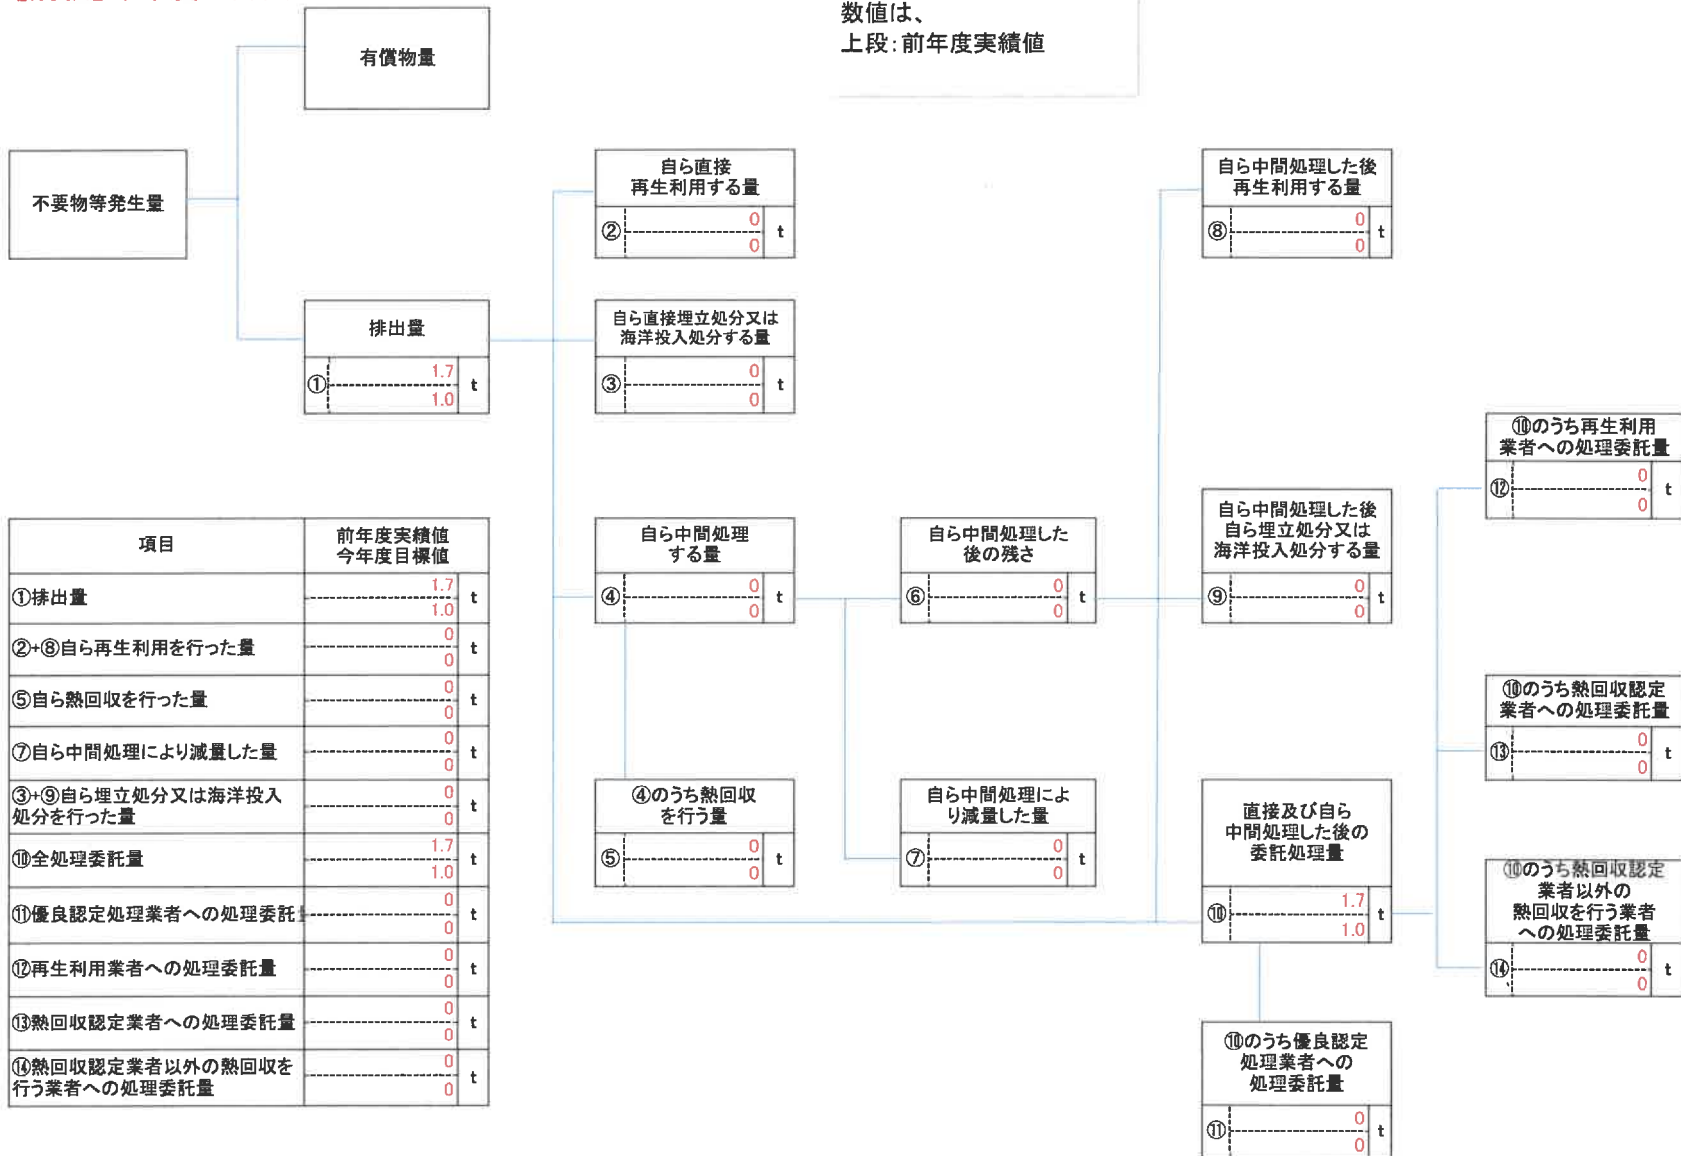 数値は、
上段:前年度実績値
有償物量
不要物等発生量
排出量
①
1.7
1.0
t
自ら直接
再生利用する量
②
0
0
t
自ら直接埋立処分又は
海洋投入処分する量
③
0
0
t
自ら中間処理
する量
④
0
0
t
④のうち熱回収
を行う量
⑤
0
0
t
自ら中間処理した
後の残さ
⑥
0
0
t
自ら中間処理によ
り減量した量
⑦
0
0
t
自ら中間処理した後
再生利用する量
⑧
0
0
t
自ら中間処理した後
自ら埋立処分又は
海洋投入処分する量
⑨
0
0
t
直接及び自ら
中間処理した後の
委託処理量
⑩
1.7
1.0
t
⑩のうち優良認定
処理業者への
処理委託量
⑪
0
0
t
⑩のうち再生利用
業者への処理委託量
⑫
0
0
t
⑩のうち熱回収認定
業者への処理委託量
⑬
0
0
t
⑩のうち熱回収認定
業者以外の
熱回収を行う業者
への処理委託量
⑭
0
0
t
項目
前年度実績値
今年度目標値
①排出量
1.7
1.0
t
②+⑧自ら再生利用を行った量
0
0
t
⑤自ら熱回収を行った量
0
0
t
⑦自ら中間処理により減量した量
0
0
t
③+⑨自ら埋立処分又は海洋投入
処分を行った量
0
0
t
⑩全処理委託量
1.7
1.0
t
⑪優良認定処理業者への処理委託
0
0
t
⑫再生利用業者への処理委託量
0
0
t
⑬熱回収認定業者への処理委託量
0
0
t
⑭熱回収認定業者以外の熱回収を
行う業者への処理委託量
0
0
t